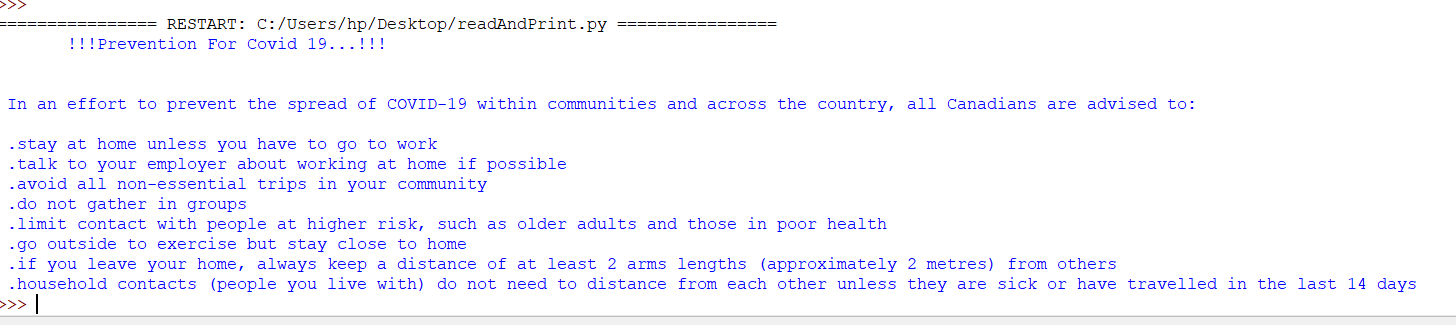 >>>
================ RESTART: C:/Users/hp/Desktop/readAndPrint.py ================
!!!Prevention For Covid 19...!!!
In an effort to prevent the spread of COVID-19 within communities and across the country, all Canadians are advised to:
.stay at home unless you have to go to work
.talk to your employer about working at home if possible
.avoid all non-essential trips in your community
.do not gather in groups
.limit contact with people at higher risk, such as older adults and those in poor health
.go outside to exercise but stay close to home
.if you leave your home, always keep a distance of at least 2 arms lengths (approximately 2 metres) from others
.household contacts (people you live with) do not need to distance from each other unless they are sick or have travelled in the last 14 days
>>>